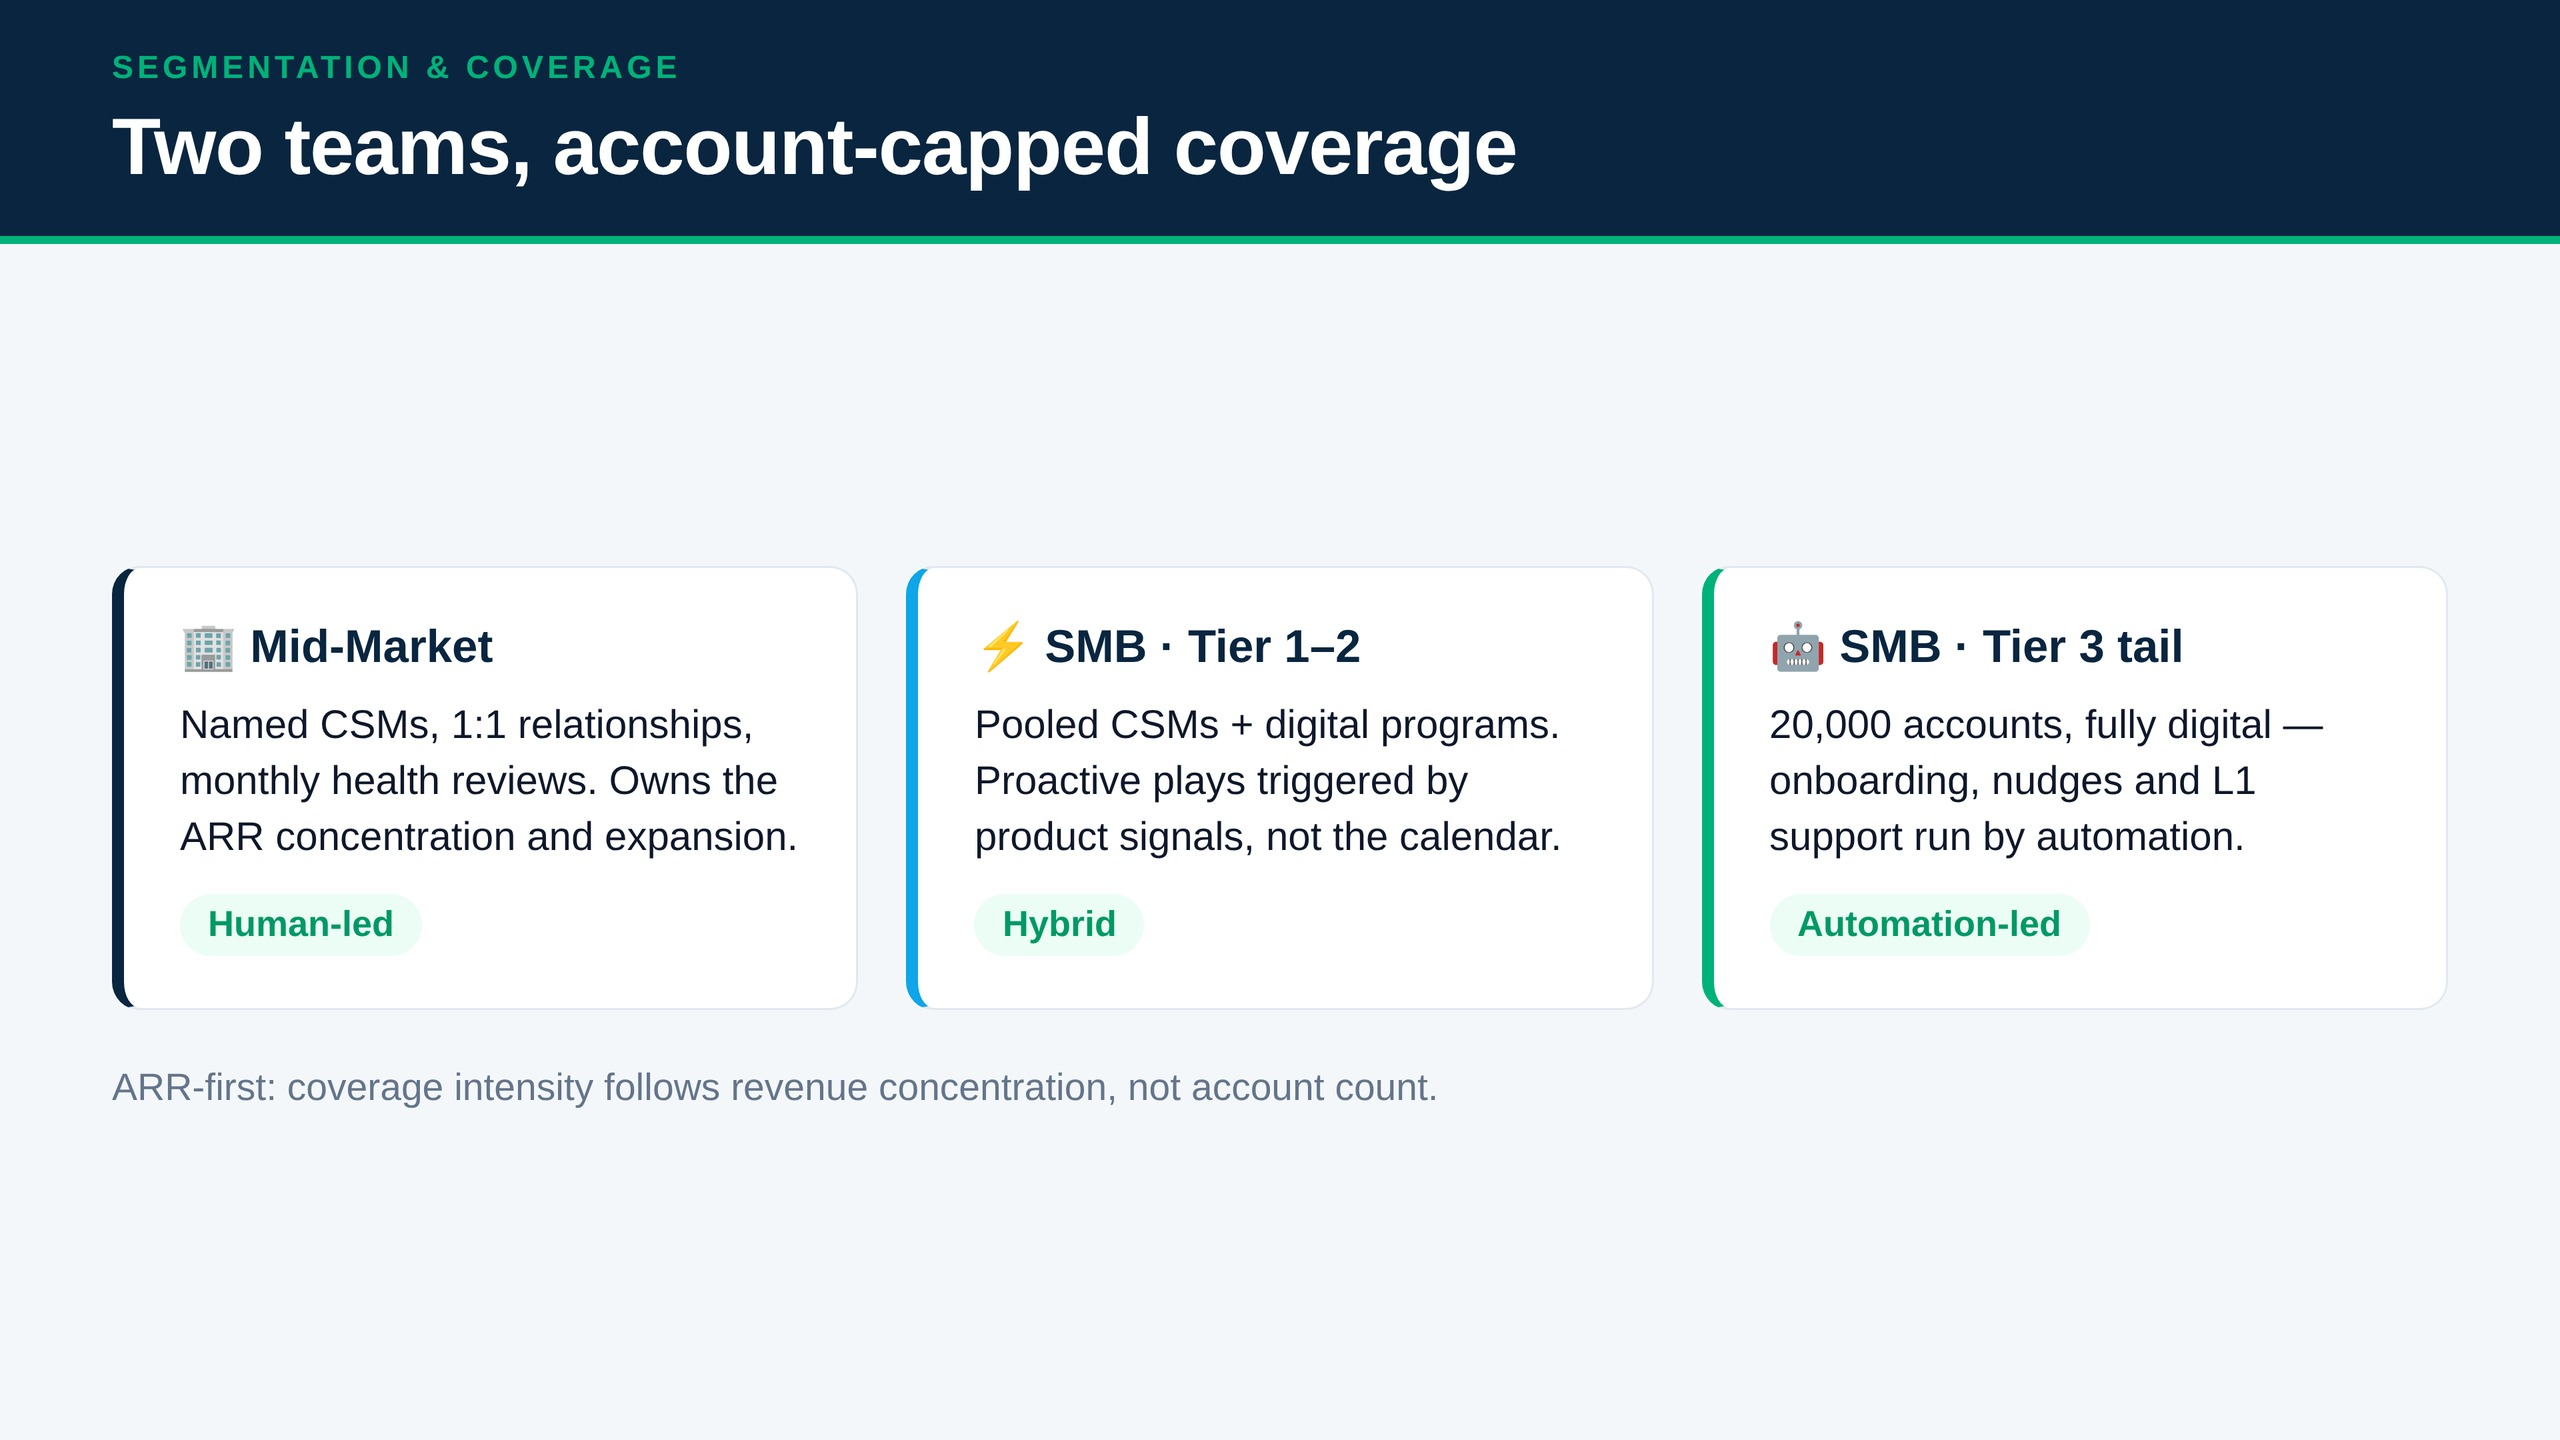 SEGMENTATION & COVERAGE
Two teams, account-capped coverage
🏢 Mid-Market
Named CSMs, 1:1 relationships,
monthly health reviews. Owns the
ARR concentration and expansion.
Human-led
⚡ SMB · Tier 1–2
Pooled CSMs + digital programs.
Proactive plays triggered by
product signals, not the calendar.
Hybrid
🤖 SMB · Tier 3 tail
20,000 accounts, fully digital —
onboarding, nudges and L1
support run by automation.
Automation-led
ARR-first: coverage intensity follows revenue concentration, not account count.